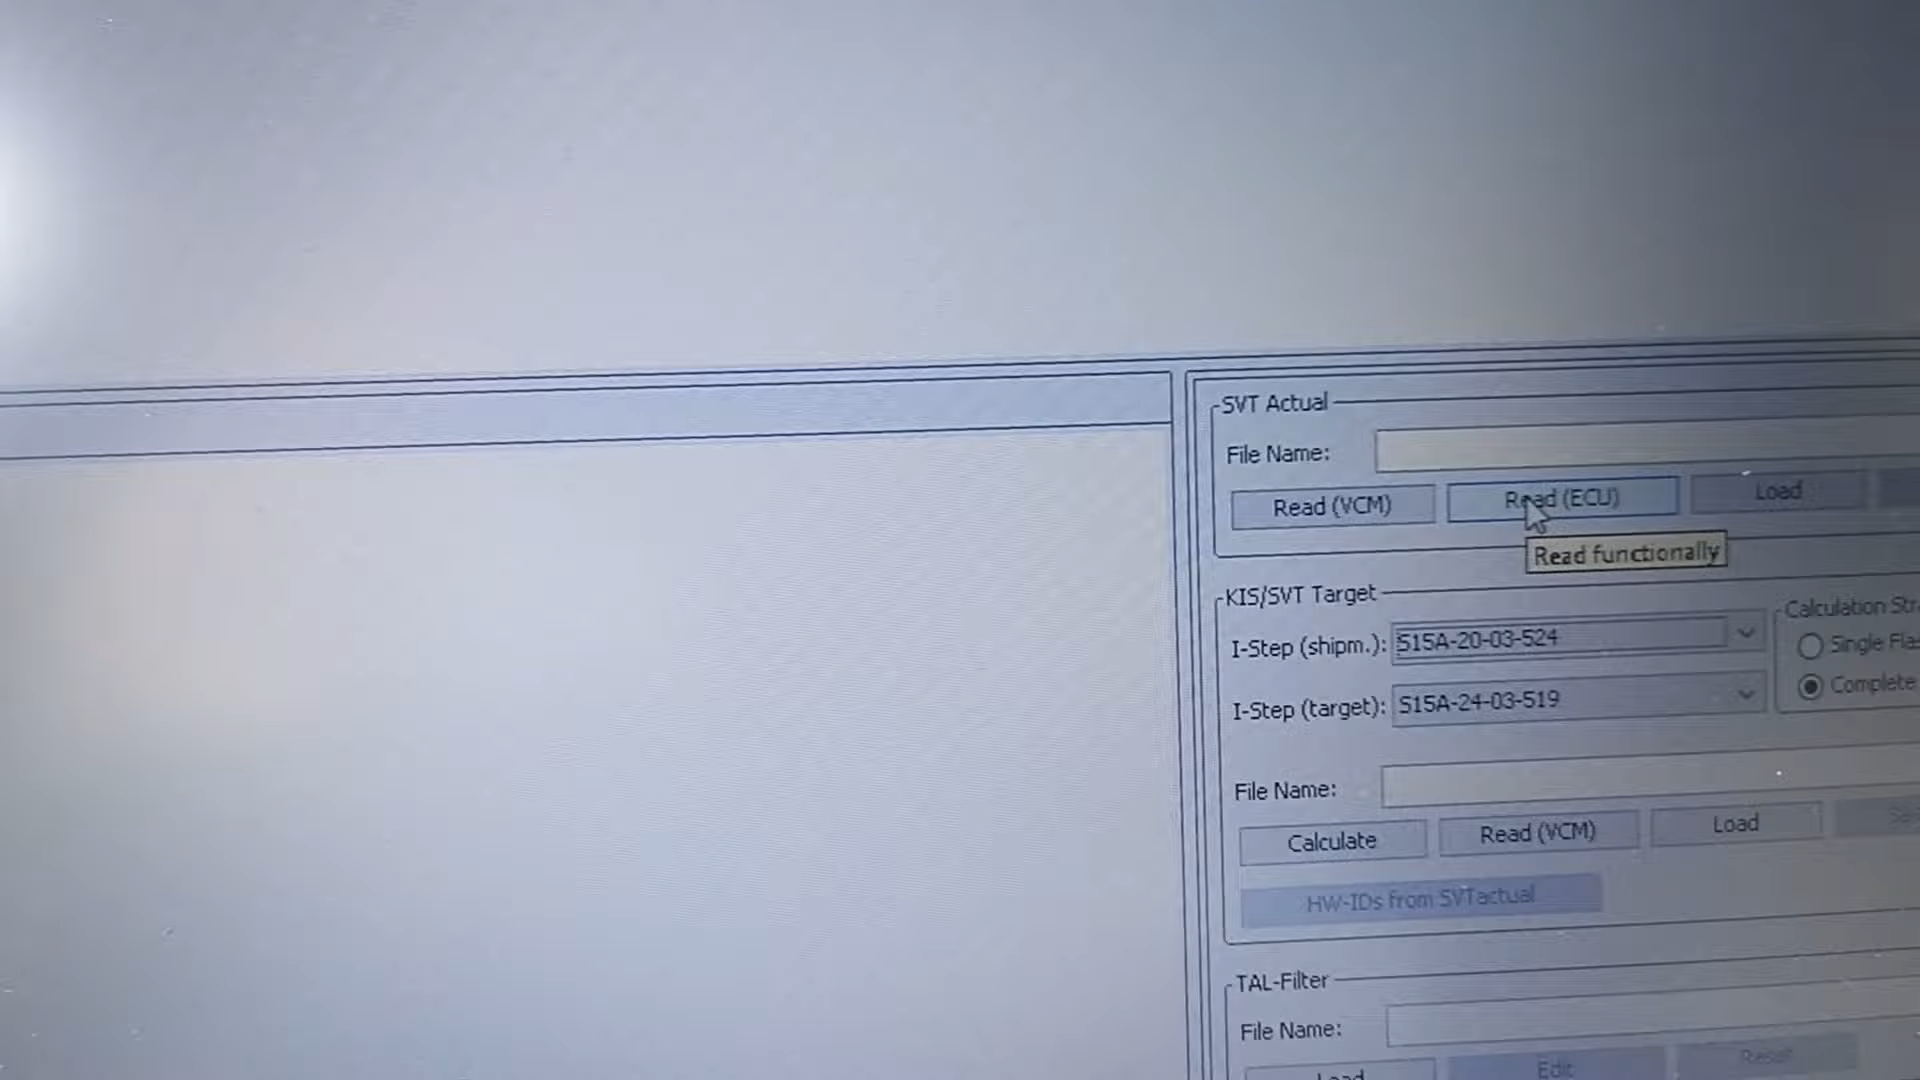 SVT Actual
File Name:
Read (VCM) Read (ECU) Load
Read functionally
KIS/SVT Target
Calculation
I-Step (shipm.): S15A-20-03-524
Single
I-Step (target): S15A-24-03-519
Complete
File Name:
Calculate Read (VCM) Load
HW-IDs from SVTactual
TAL-Filter
File Name:
Load Edit Reset